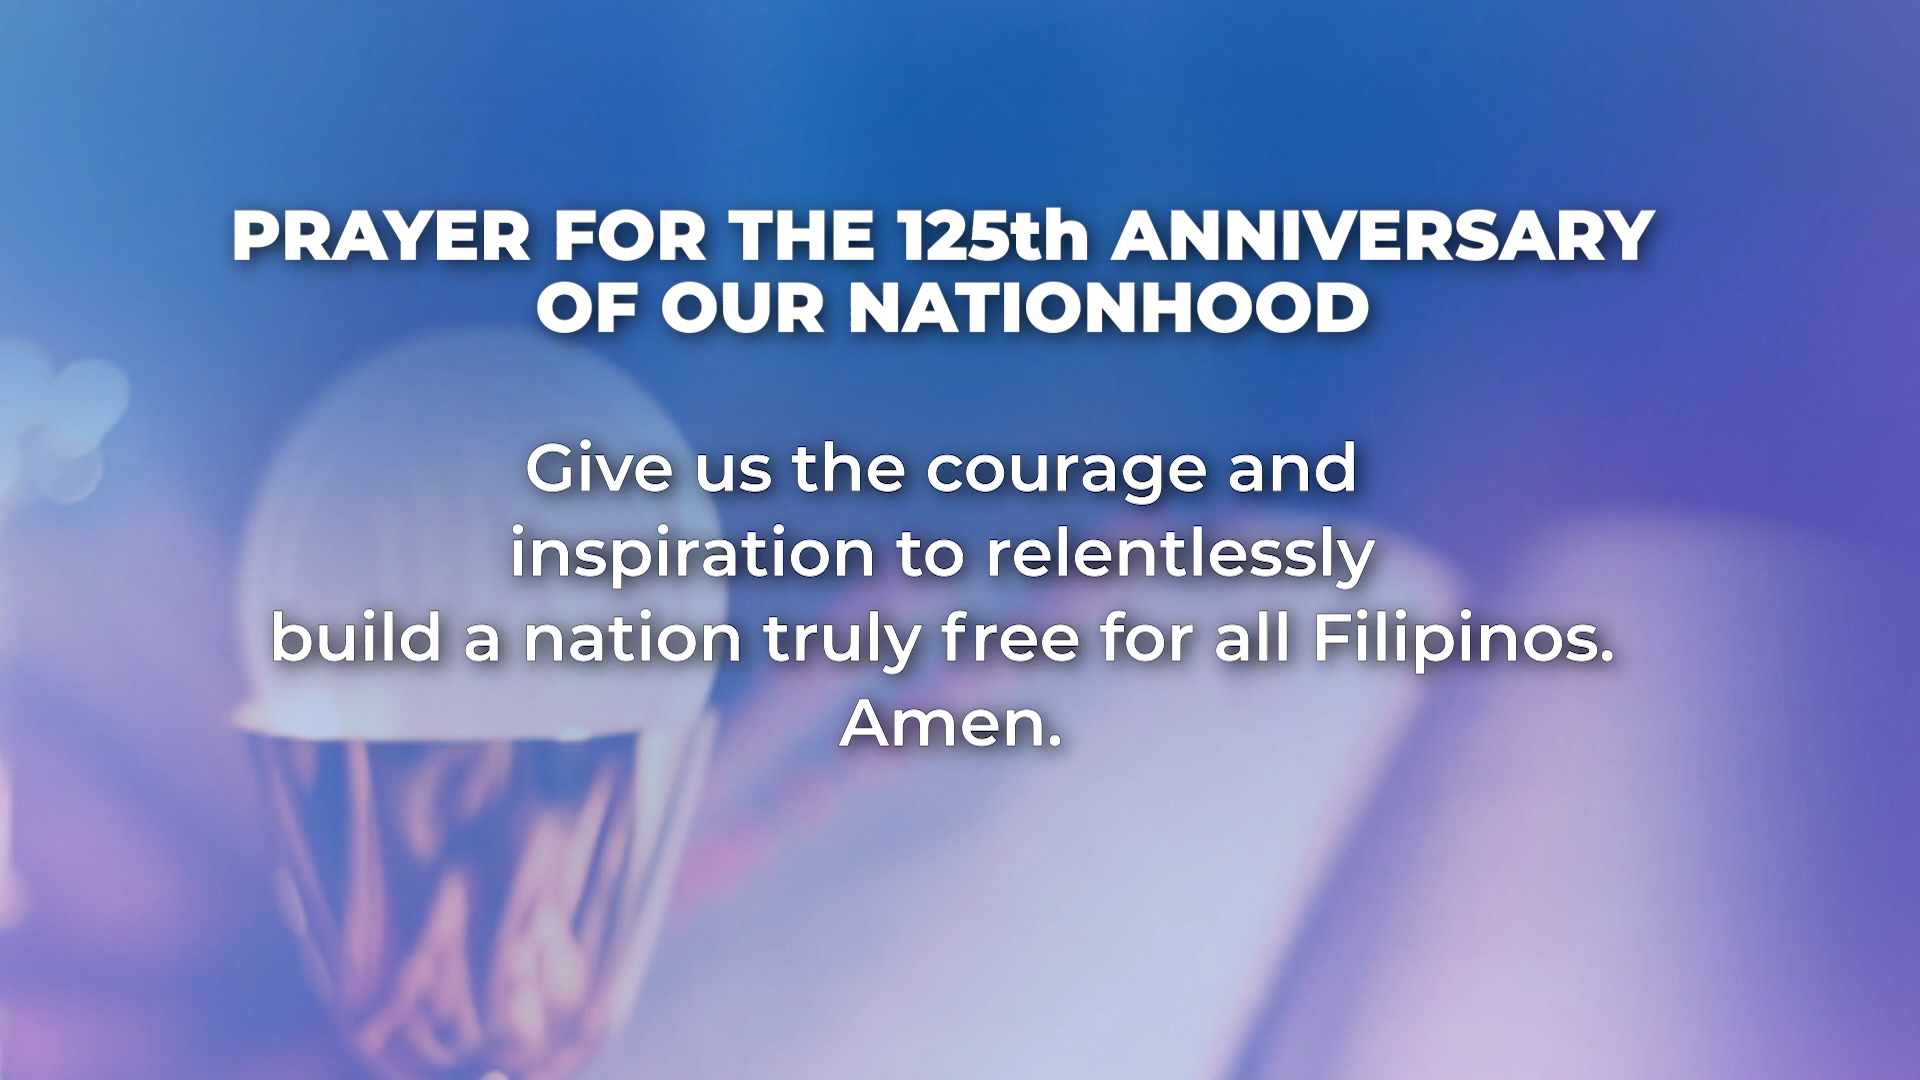 PRAYER FOR THE 125th ANNIVERSARY
OF OUR NATIONHOOD
Give us the courage and
inspiration to relentlessly
build a nation truly free for all Filipinos.
Amen.